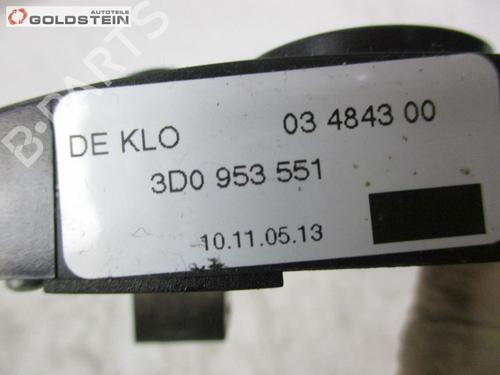 AUTOTEILE
GOLDSTEIN
B-PARTS
DE KLO 03 4843 00
3D0 953 551
10.11.05.13